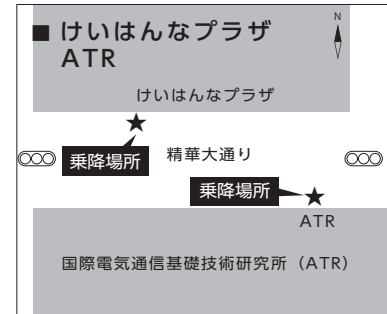 ■ けいはんなプラザ
ATR
N
けいはんなプラザ
乗降場所
精華大通り
乗降場所
ATR
国際電気通信基礎技術研究所（ATR）